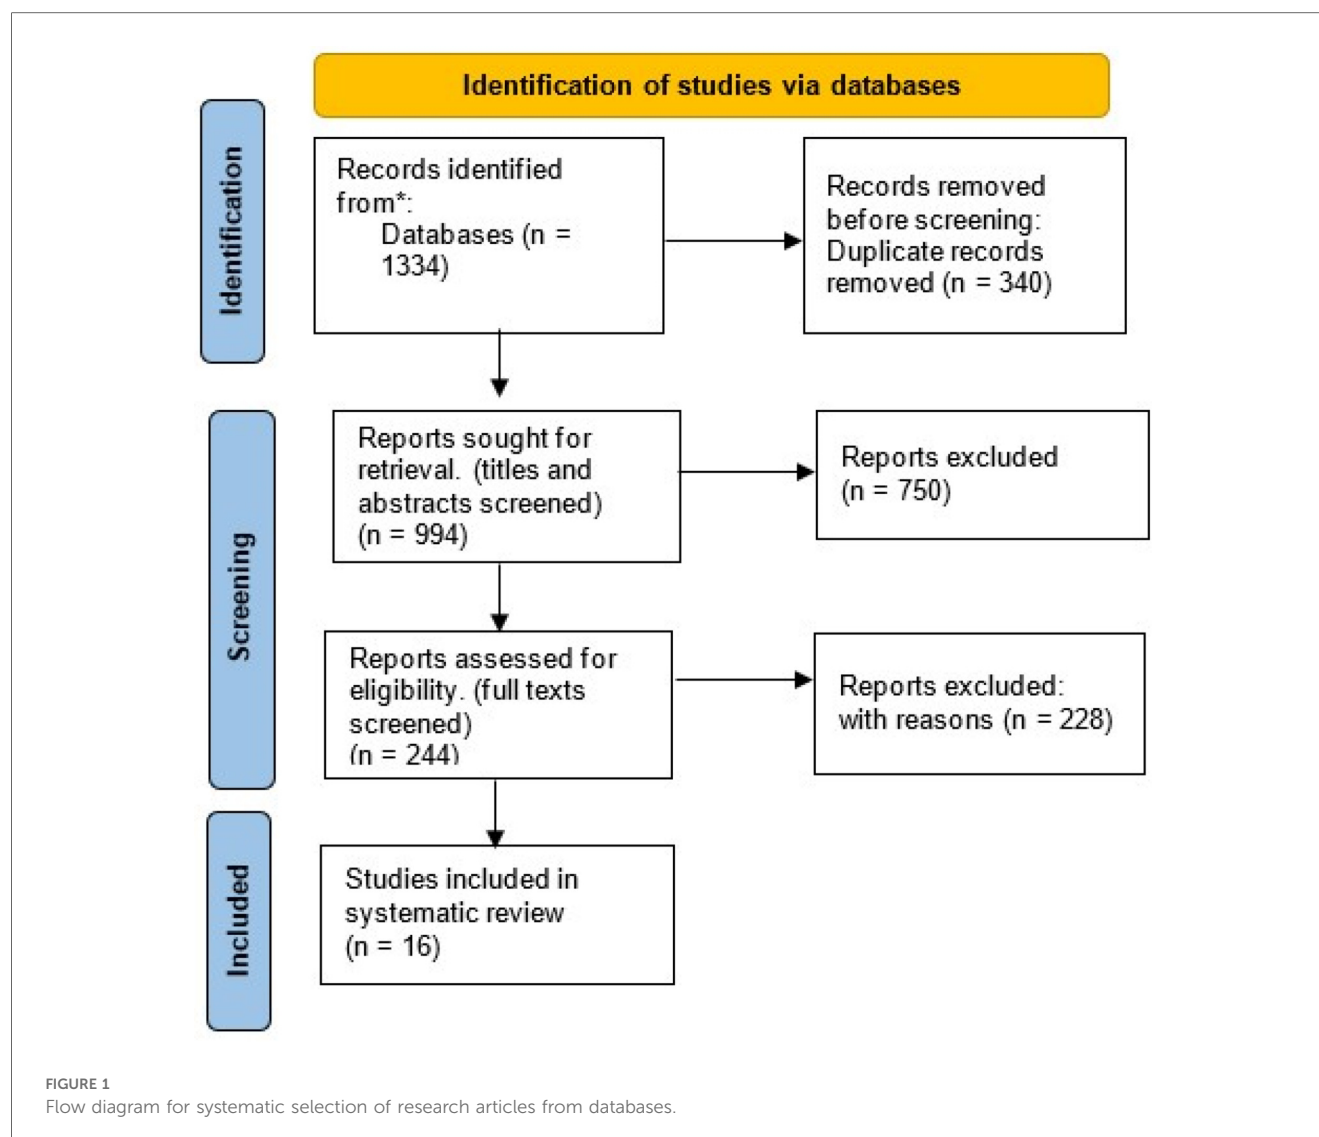 Identification of studies via databases
Identification
Records identified
from*:
Databases (n =
1334)
Records removed
before screening:
Duplicate records
removed (n = 340)
Screening
Reports sought for
retrieval. (titles and
abstracts screened)
(n = 994)
Reports excluded
(n = 750)
Reports assessed for
eligibility. (full texts
screened)
(n = 244)
Reports excluded:
with reasons (n = 228)
Included
Studies included in
systematic review
(n = 16)
FIGURE 1
Flow diagram for systematic selection of research articles from databases.